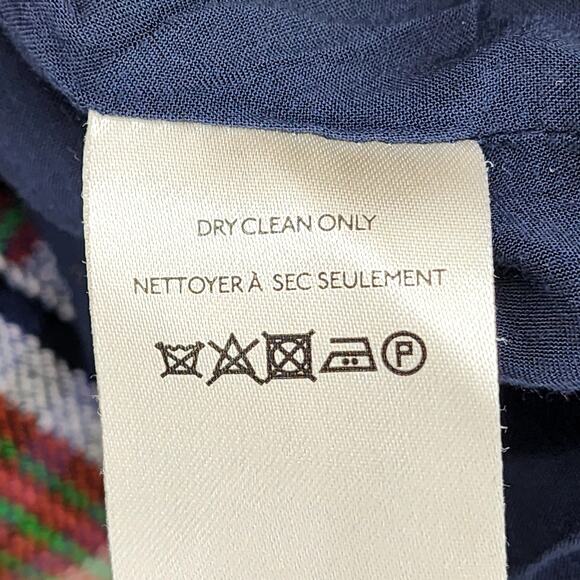 DRY CLEAN ONLY
NETTOYER À SEC SEULEMENT
P